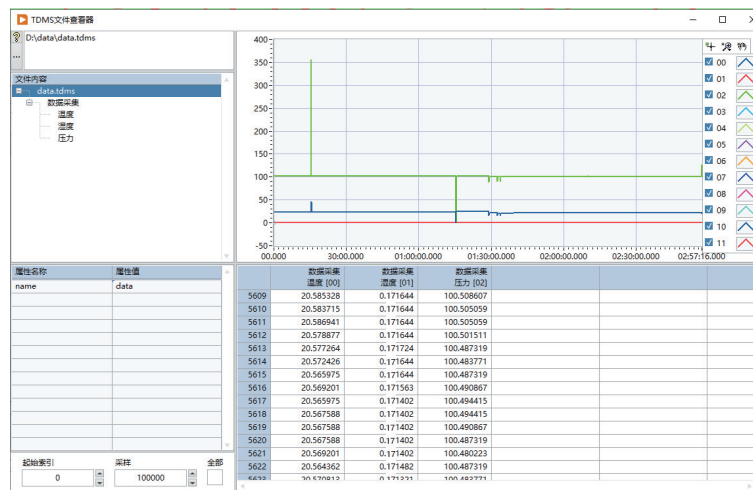 TDMS文件查看器
D:\data\data.tdms
...
文件内容
data.tdms
数据采集
温度
湿度
压力
400
350
300
250
200
150
100
50
0
-50
00.000 30:00.000 01:00:00.000 01:30:00.000 02:00:00.000 02:30:00.000 02:57:16.000
00
01
02
03
04
05
06
07
08
09
10
11
属性名称 属性值
name data
数据采集 数据采集 数据采集
温度 [00] 湿度 [01] 压力 [02]
5609 20.585328 0.171644 100.508607
5610 20.583715 0.171644 100.505059
5611 20.586941 0.171644 100.505059
5612 20.578877 0.171644 100.501511
5613 20.577264 0.171724 100.487319
5614 20.572426 0.171644 100.483771
5615 20.565975 0.171644 100.487319
5616 20.569201 0.171563 100.490867
5617 20.565975 0.171402 100.494415
5618 20.567588 0.171402 100.494415
5619 20.567588 0.171402 100.490867
5620 20.567588 0.171402 100.487319
5621 20.569201 0.171402 100.480223
5622 20.564362 0.171482 100.487319
5623 20.570813 0.171321 100.483771
起始索引 采样 全部
0 100000